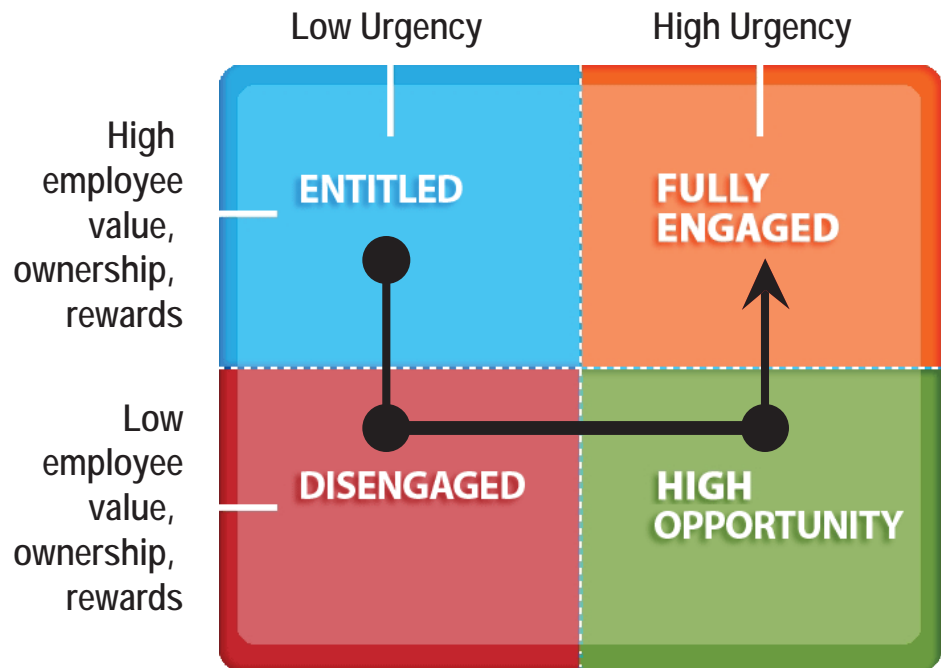 Low Urgency
High Urgency
High
employee
value,
ownership,
rewards
ENTITLED
FULLY
ENGAGED
Low
employee
value,
ownership,
rewards
DISENGAGED
HIGH
OPPORTUNITY